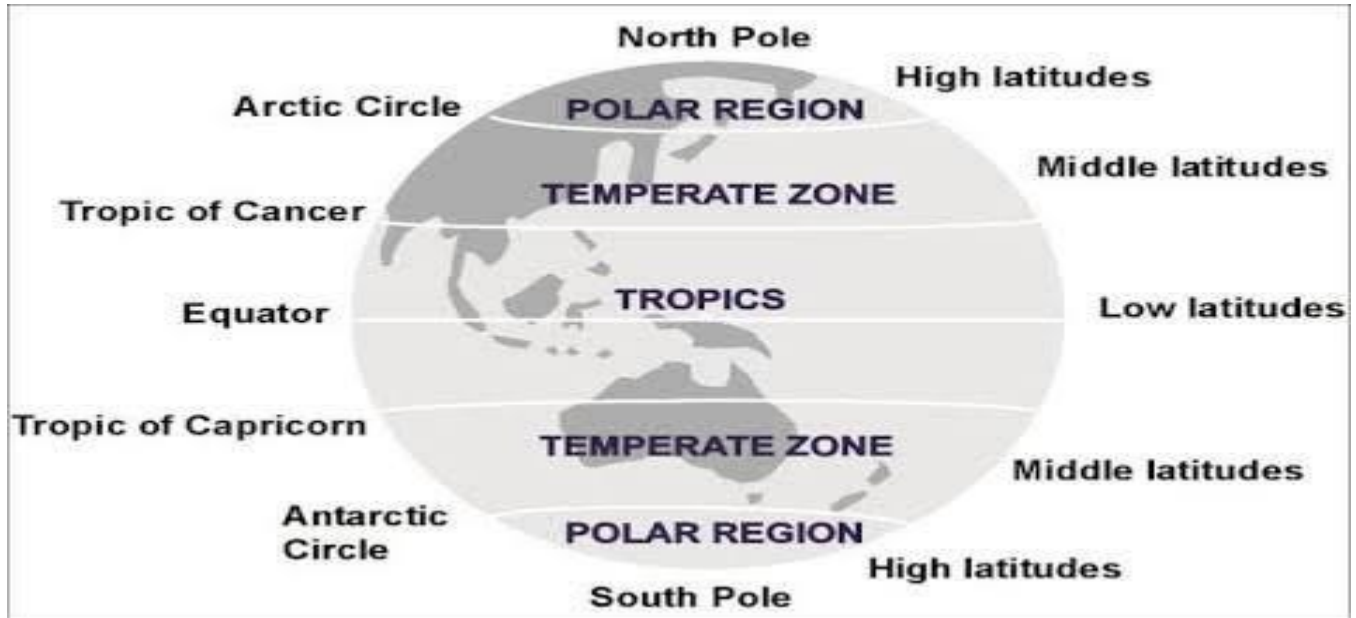 North Pole
High latitudes
Arctic Circle
POLAR REGION
Middle latitudes
TEMPERATE ZONE
Tropic of Cancer
TROPICS
Equator
Low latitudes
Tropic of Capricorn
TEMPERATE ZONE
Middle latitudes
Antarctic
Circle
POLAR REGION
High latitudes
South Pole